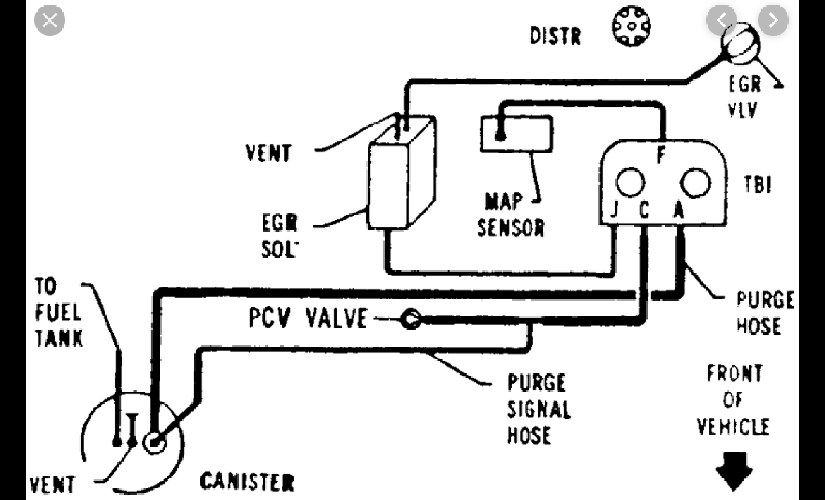 DISTR
EGR
VLV
VENT
F
TBI
MAP
SENSOR
J C A
EGR
SOL
TO
FUEL
TANK
PCV VALVE
PURGE
HOSE
PURGE
SIGNAL
HOSE
FRONT
OF
VEHICLE
VENT
CANISTER